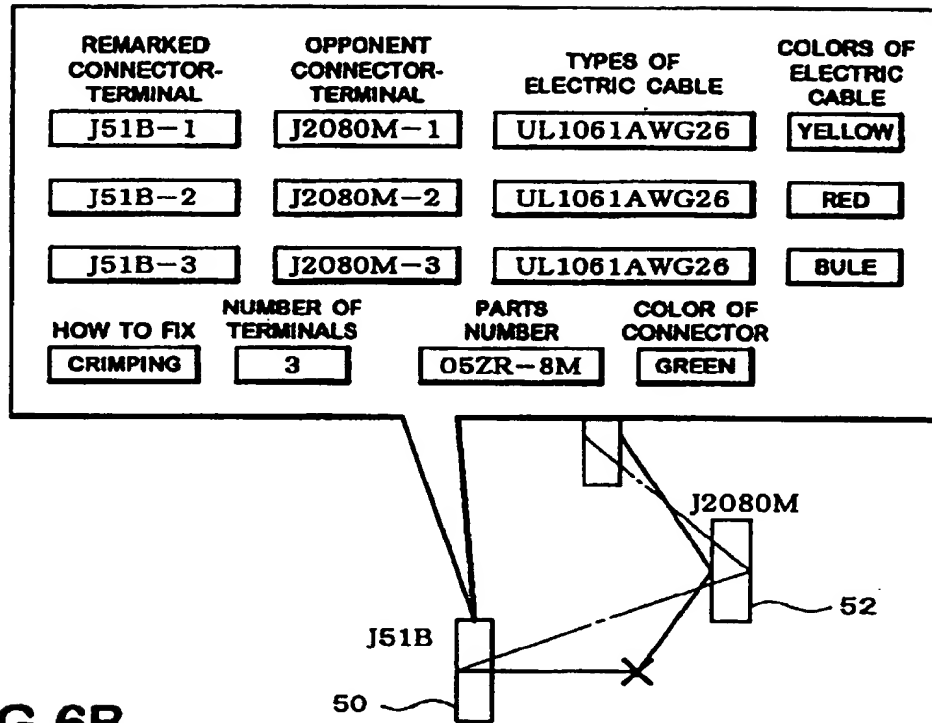 REMARKED CONNECTOR-TERMINAL
OPPONENT CONNECTOR-TERMINAL
TYPES OF ELECTRIC CABLE
COLORS OF ELECTRIC CABLE
J51B-1 J2080M-1 UL1061AWG26 YELLOW
J51B-2 J2080M-2 UL1061AWG26 RED
J51B-3 J2080M-3 UL1061AWG26 BULE
HOW TO FIX
NUMBER OF TERMINALS
PARTS NUMBER
COLOR OF CONNECTOR
CRIMPING 3 05ZR-8M GREEN
J2080M
52
J51B
50